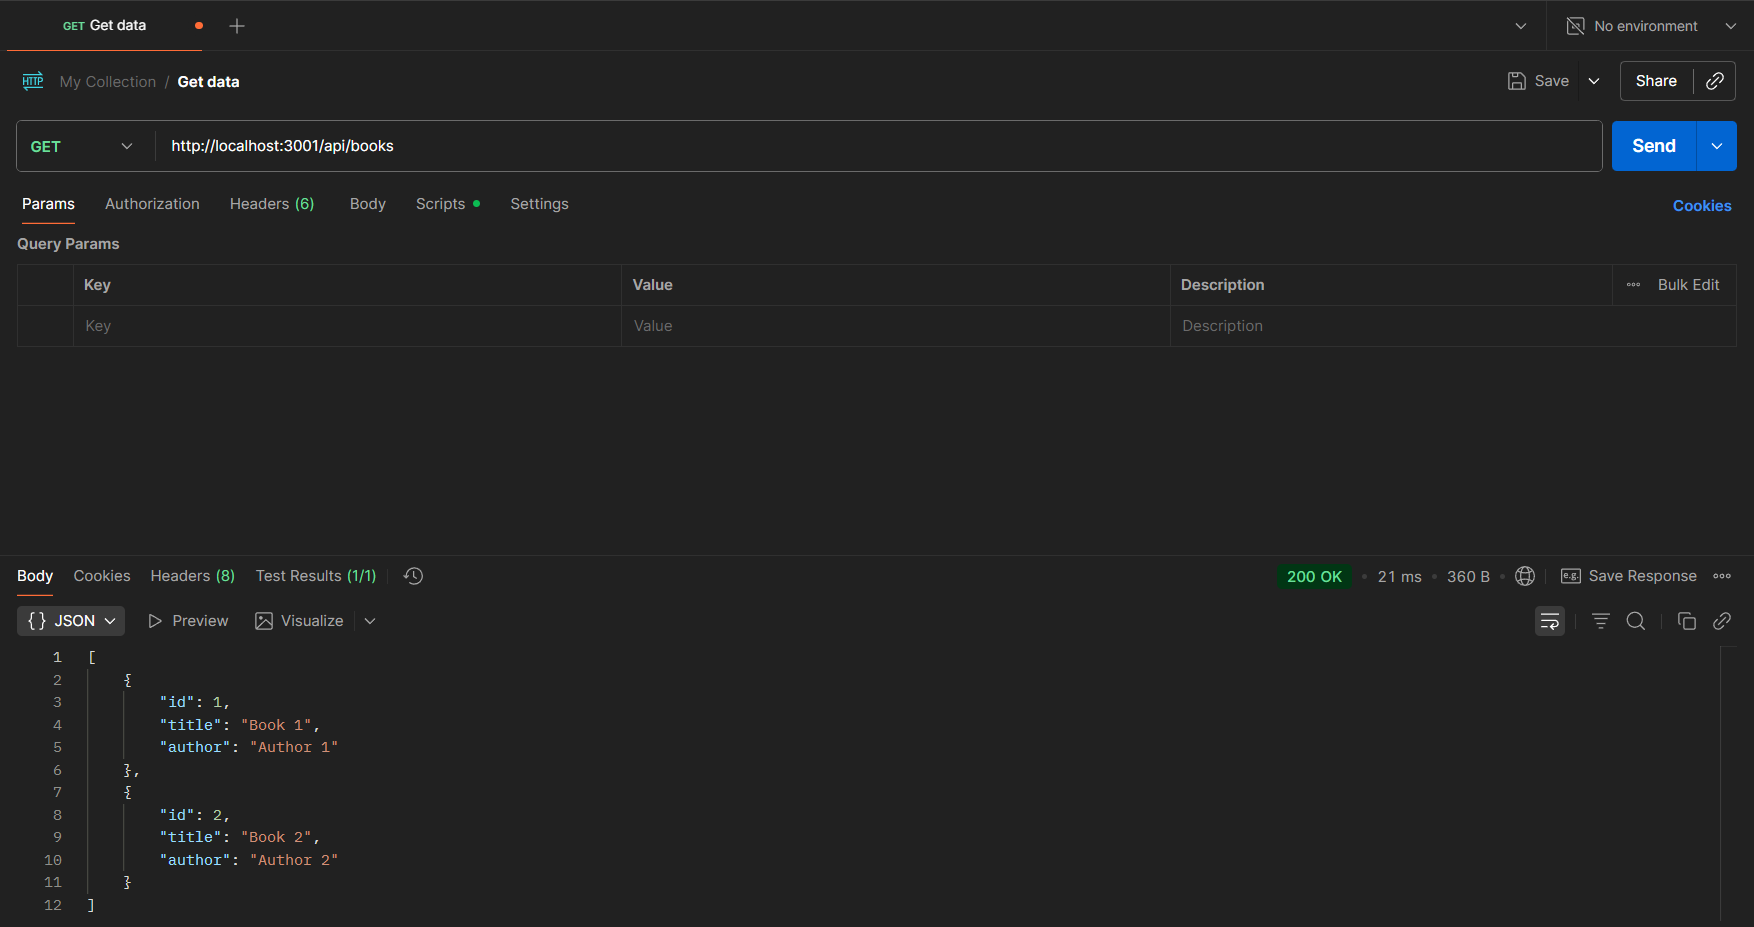 GET Get data
No environment
HTTP My Collection / Get data
Save
Share
GET http://localhost:3001/api/books
Send
Params Authorization Headers (6) Body Scripts Settings
Cookies
Query Params
Key Value Description Bulk Edit
Key Value Description
Body Cookies Headers (8) Test Results (1/1)
200 OK • 21 ms • 360 B • e.g. Save Response
{} JSON Preview Visualize
1 [
2 {
3 "id": 1,
4 "title": "Book 1",
5 "author": "Author 1"
6 },
7 {
8 "id": 2,
9 "title": "Book 2",
10 "author": "Author 2"
11 }
12 ]